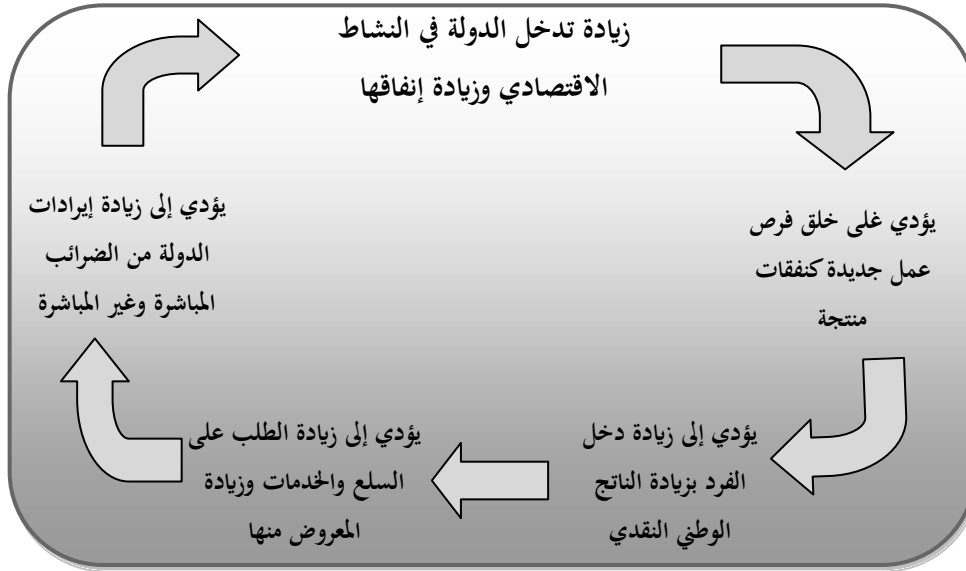 زيادة تدخل الدولة في النشاط
الاقتصادي وزيادة إنفاقها
يؤدي غلى خلق فرص
عمل جديدة كنفقات
منتجة
يؤدي إلى زيادة دخل
الفرد بزيادة الناتج
الوطني النقدي
يؤدي إلى زيادة الطلب على
السلع والخدمات وزيادة
المعروض منها
يؤدي إلى زيادة إيرادات
الدولة من الضرائب
المباشرة وغير المباشرة